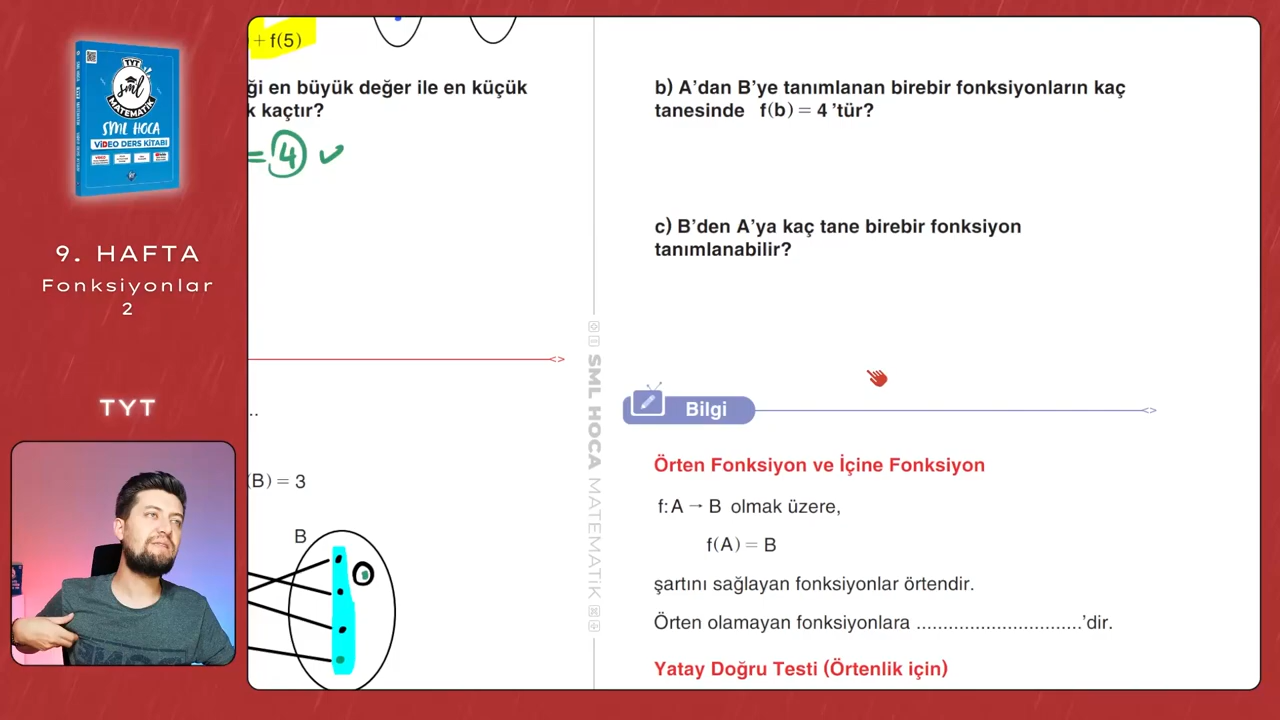 TYT
SML
MATEMATİK
SML HOCA
VİDEO DERS KİTABI
9. HAFTA
Fonksiyonlar
2
TYT
+ f(5)
ği en büyük değer ile en küçük
k kaçtır?
= 4 ✓
..
(B) = 3
B
SML HOCA MATEMATİK
b) A'dan B'ye tanımlanan birebir fonksiyonların kaç
tanesinde f(b) = 4 'tür?
c) B'den A'ya kaç tane birebir fonksiyon
tanımlanabilir?
Bilgi
Örten Fonksiyon ve İçine Fonksiyon
f: A → B olmak üzere,
f(A) = B
şartını sağlayan fonksiyonlar örtendir.
Örten olamayan fonksiyonlara ...............................'dir.
Yatay Doğru Testi (Örtenlik için)